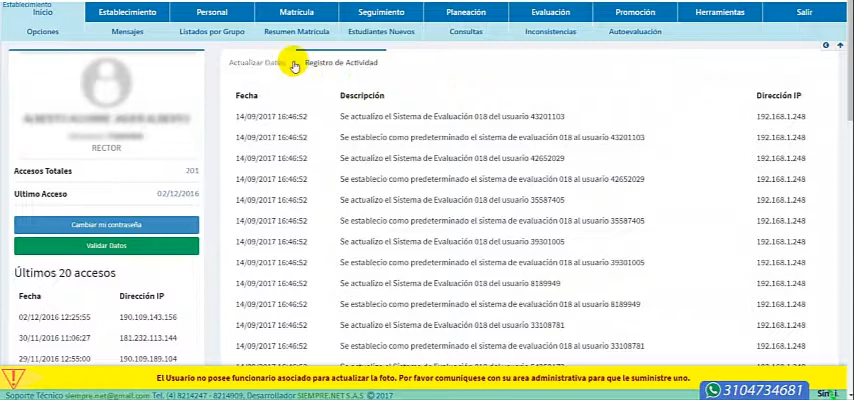 Establecimiento
Inicio Establecimiento Personal Matrícula Seguimiento Planeación Evaluación Promoción Herramientas Salir
Opciones Mensajes Listados por Grupo Resumen Matrícula Estudiantes Nuevos Consultas Inconsistencias Autoevaluación
RECTOR
Accesos Totales 201
Ultimo Acceso 02/12/2016
Cambiar mi contraseña
Validar Datos
Últimos 20 accesos
Fecha Dirección IP
02/12/2016 12:25:55 190.109.143.156
30/11/2016 11:06:27 181.232.113.144
29/11/2016 12:55:00 190.109.189.104
Actualizar Datos Registro de Actividad
Fecha Descripción Dirección IP
14/09/2017 16:46:52 Se actualizo el Sistema de Evaluación 018 del usuario 43201103 192.168.1.248
14/09/2017 16:46:52 Se establecio como predeterminado el sistema de evaluación 018 al usuario 43201103 192.168.1.248
14/09/2017 16:46:52 Se actualizo el Sistema de Evaluación 018 del usuario 42652029 192.168.1.248
14/09/2017 16:46:52 Se establecio como predeterminado el sistema de evaluación 018 al usuario 42652029 192.168.1.248
14/09/2017 16:46:52 Se actualizo el Sistema de Evaluación 018 del usuario 35587405 192.168.1.248
14/09/2017 16:46:52 Se establecio como predeterminado el sistema de evaluación 018 al usuario 35587405 192.168.1.248
14/09/2017 16:46:52 Se actualizo el Sistema de Evaluación 018 del usuario 39301005 192.168.1.248
14/09/2017 16:46:52 Se establecio como predeterminado el sistema de evaluación 018 al usuario 39301005 192.168.1.248
14/09/2017 16:46:52 Se actualizo el Sistema de Evaluación 018 del usuario 8189949 192.168.1.248
14/09/2017 16:46:52 Se establecio como predeterminado el sistema de evaluación 018 al usuario 8189949 192.168.1.248
14/09/2017 16:46:52 Se actualizo el Sistema de Evaluación 018 del usuario 33108781 192.168.1.248
14/09/2017 16:46:52 Se establecio como predeterminado el sistema de evaluación 018 al usuario 33108781 192.168.1.248
El Usuario no posee funcionario asociado para actualizar la foto. Por favor comuniquese con su area administrativa para que le suministre uno.
Soporte Técnico siempre.net@gmail.com Tel. (4) 8214247 - 8214909, Desarrollador SIEMPRE.NET S.A.S © 2017
3104734681